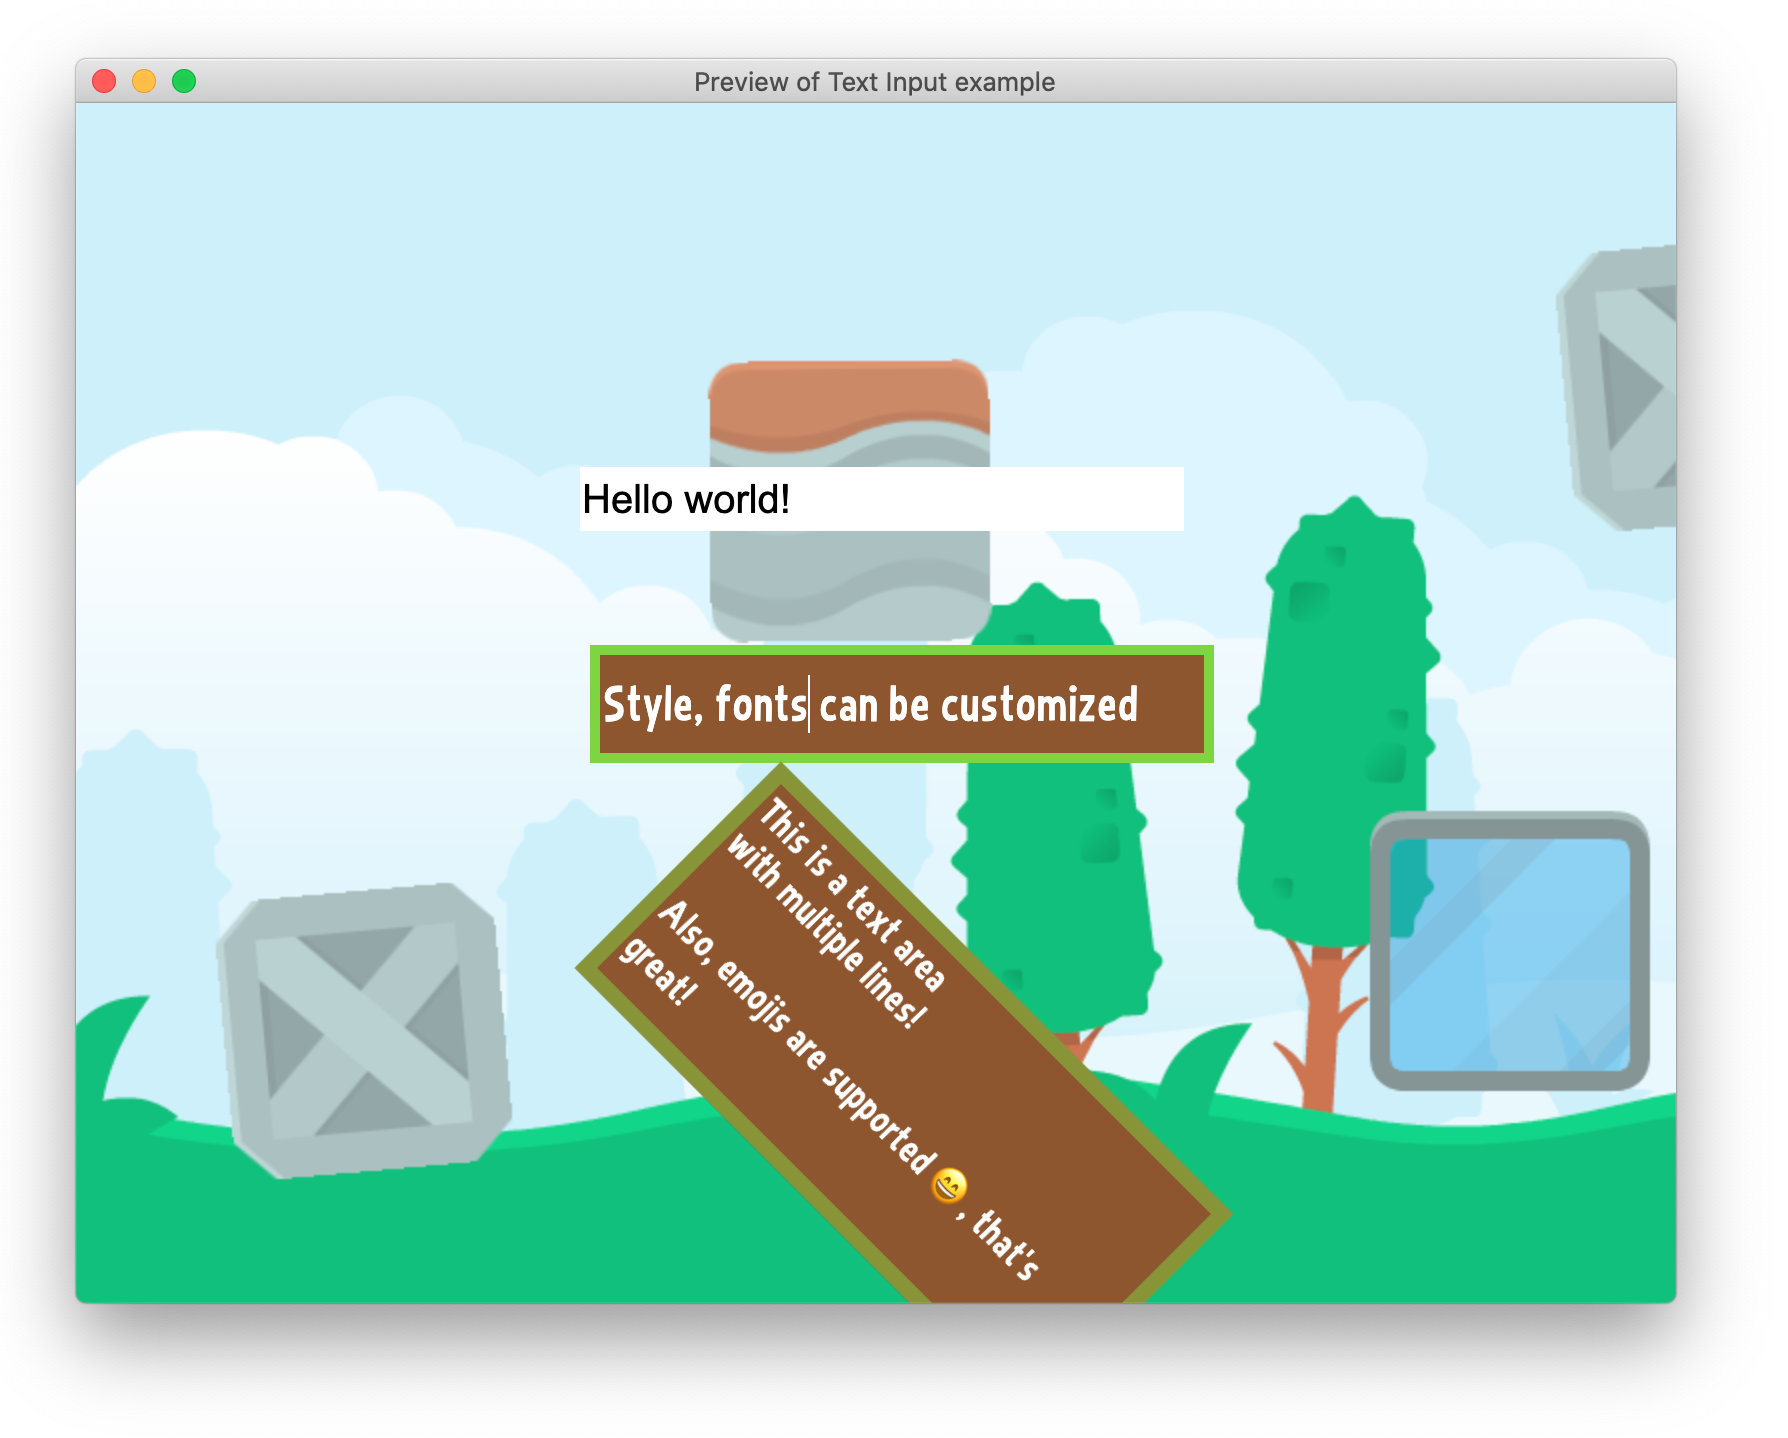 Preview of Text Input example
Hello world!
Style, fonts can be customized
This is a text area
with multiple lines!
Also, emojis are supported 😄, that's
great!